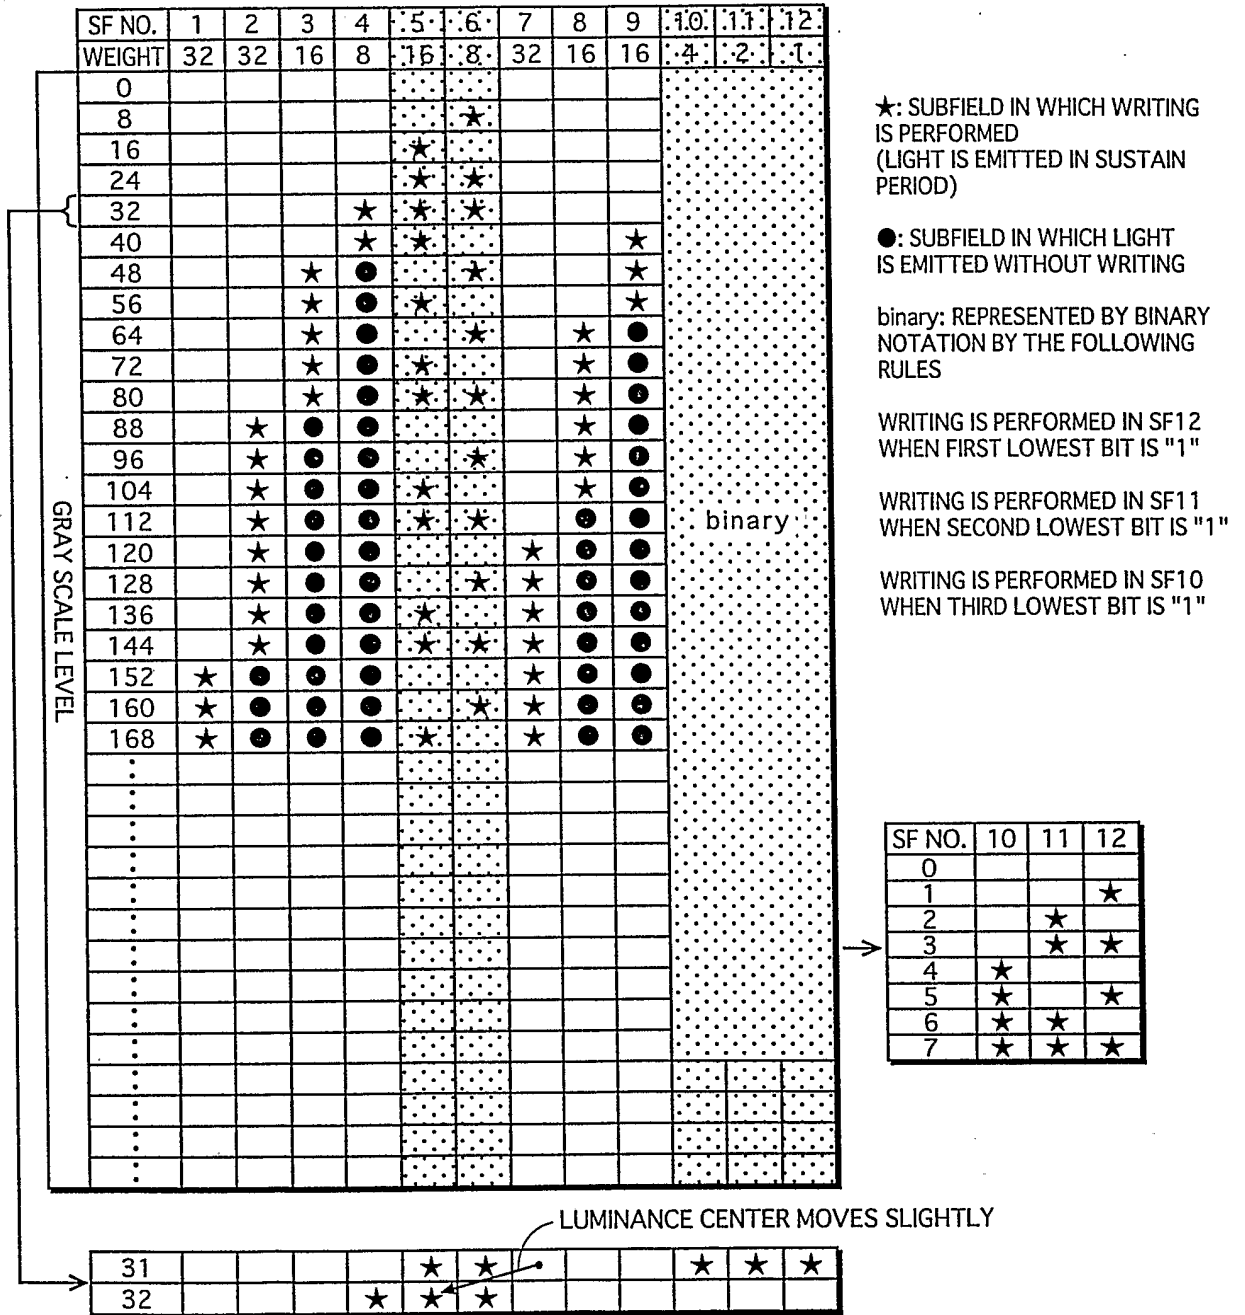 SF NO. 1 2 3 4 5 6 7 8 9 10 11 12
WEIGHT 32 32 16 8 16 8 32 16 16 4 2 1
0
8 ★
16 ★
24 ★ ★
32 ★ ★ ★
40 ★ ★ ★
48 ★ ● ★ ★
56 ★ ● ★ ★
64 ★ ● ★ ★ ●
72 ★ ● ★ ★ ●
80 ★ ● ★ ★ ★ ●
88 ★ ● ● ★ ●
96 ★ ● ● ★ ★ ●
104 ★ ● ● ★ ★ ●
112 ★ ● ● ★ ★ ● ●
120 ★ ● ● ★ ● ●
128 ★ ● ● ★ ★ ● ●
136 ★ ● ● ★ ★ ● ●
144 ★ ● ● ★ ★ ★ ● ●
152 ★ ● ● ● ★ ● ●
160 ★ ● ● ● ★ ★ ● ●
168 ★ ● ● ● ★ ★ ● ●
GRAY SCALE LEVEL
binary
★: SUBFIELD IN WHICH WRITING
IS PERFORMED
(LIGHT IS EMITTED IN SUSTAIN
PERIOD)
●: SUBFIELD IN WHICH LIGHT
IS EMITTED WITHOUT WRITING
binary: REPRESENTED BY BINARY
NOTATION BY THE FOLLOWING
RULES
WRITING IS PERFORMED IN SF12
WHEN FIRST LOWEST BIT IS "1"
WRITING IS PERFORMED IN SF11
WHEN SECOND LOWEST BIT IS "1"
WRITING IS PERFORMED IN SF10
WHEN THIRD LOWEST BIT IS "1"
SF NO. 10 11 12
0
1 ★
2 ★
3 ★ ★
4 ★
5 ★ ★
6 ★ ★
7 ★ ★ ★
LUMINANCE CENTER MOVES SLIGHTLY
31 ★ ★ ★ ★ ★
32 ★ ★ ★